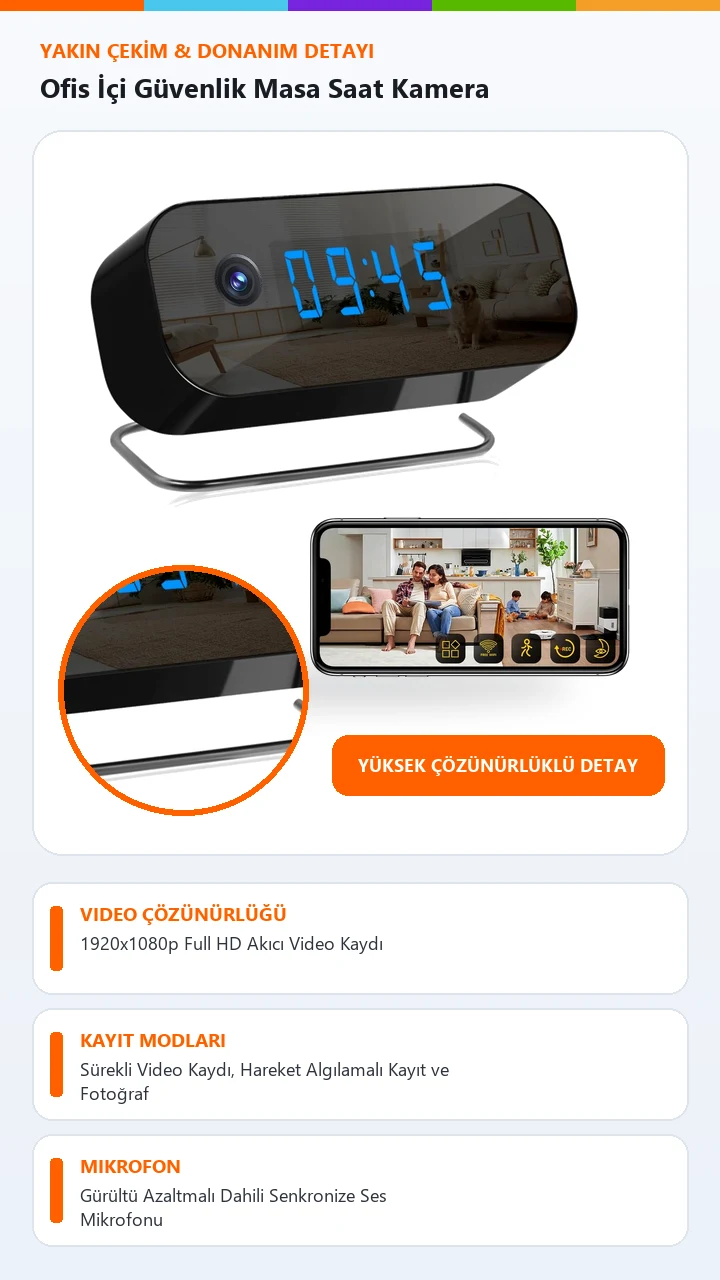 YAKIN ÇEKİM & DONANIM DETAYI
Ofis İçi Güvenlik Masa Saat Kamera
09:45
REC
YÜKSEK ÇÖZÜNÜRLÜKLÜ DETAY
VIDEO ÇÖZÜNÜRLÜĞÜ
1920x1080p Full HD Akıcı Video Kaydı
KAYIT MODLARI
Sürekli Video Kaydı, Hareket Algılamalı Kayıt ve
Fotoğraf
MIKROFON
Gürültü Azaltmalı Dahili Senkronize Ses
Mikrofonu